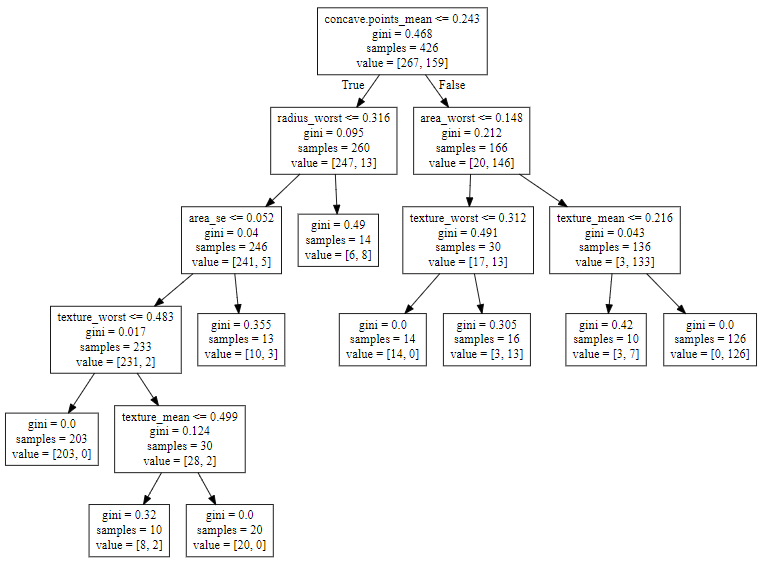 concave.points_mean <= 0.243
gini = 0.468
samples = 426
value = [267, 159]
True
False
radius_worst <= 0.316
gini = 0.095
samples = 260
value = [247, 13]
area_worst <= 0.148
gini = 0.212
samples = 166
value = [20, 146]
area_se <= 0.052
gini = 0.04
samples = 246
value = [241, 5]
gini = 0.49
samples = 14
value = [6, 8]
texture_worst <= 0.312
gini = 0.491
samples = 30
value = [17, 13]
texture_mean <= 0.216
gini = 0.043
samples = 136
value = [3, 133]
texture_worst <= 0.483
gini = 0.017
samples = 233
value = [231, 2]
gini = 0.355
samples = 13
value = [10, 3]
gini = 0.0
samples = 14
value = [14, 0]
gini = 0.305
samples = 16
value = [3, 13]
gini = 0.42
samples = 10
value = [3, 7]
gini = 0.0
samples = 126
value = [0, 126]
gini = 0.0
samples = 203
value = [203, 0]
texture_mean <= 0.499
gini = 0.124
samples = 30
value = [28, 2]
gini = 0.32
samples = 10
value = [8, 2]
gini = 0.0
samples = 20
value = [20, 0]